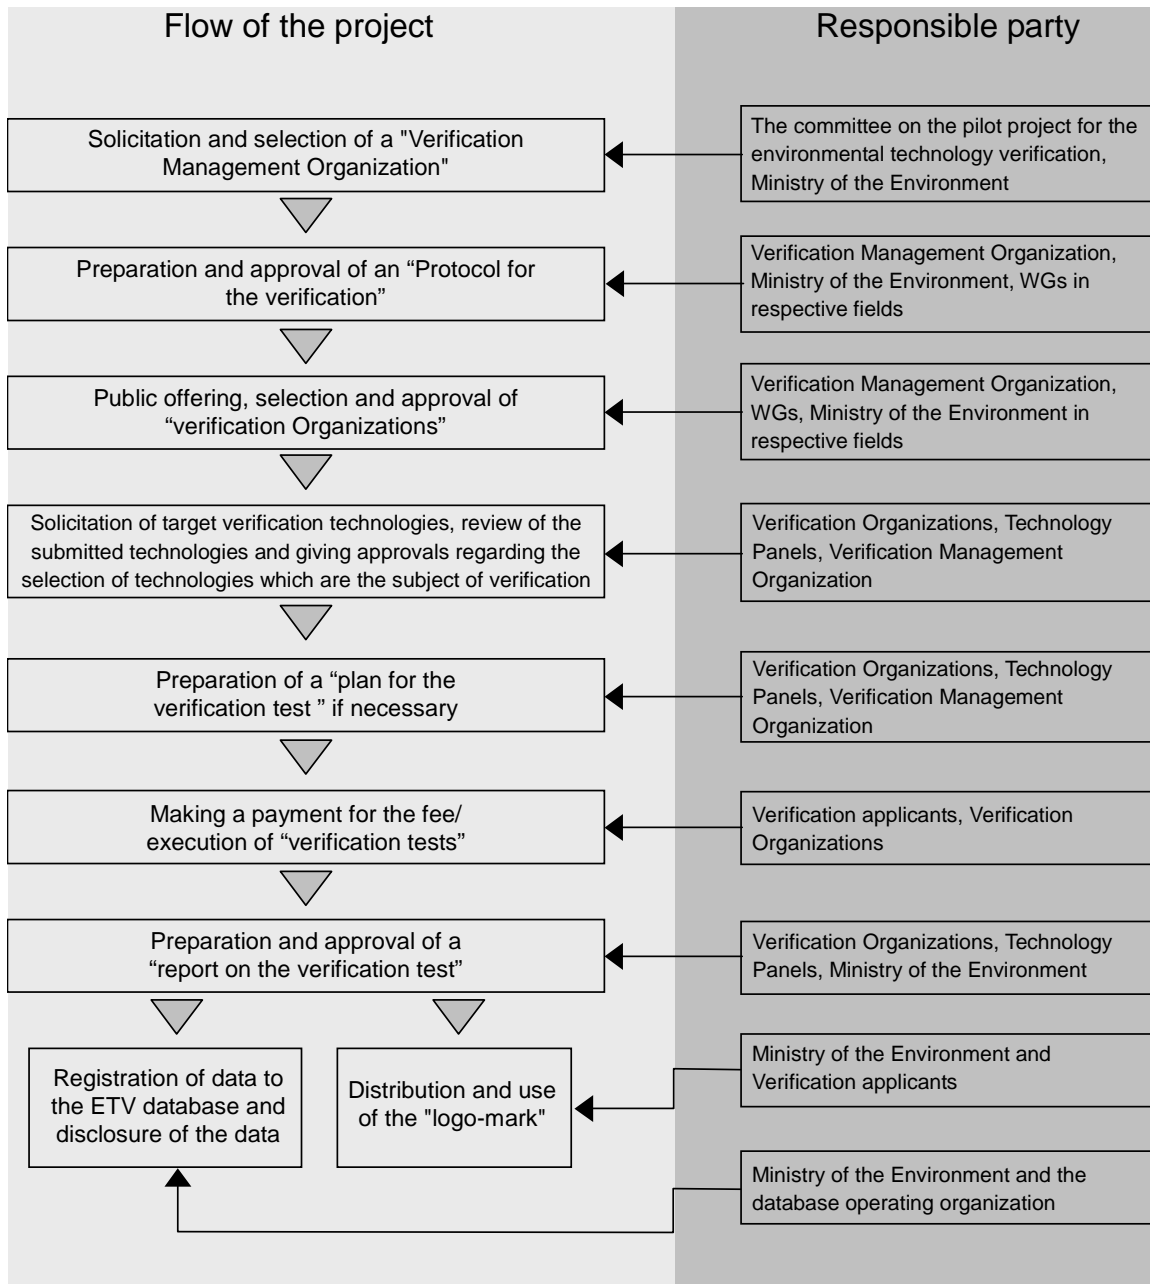 Flow of the project
Responsible party
Solicitation and selection of a "Verification
Management Organization"
The committee on the pilot project for the
environmental technology verification,
Ministry of the Environment
Preparation and approval of an “Protocol for
the verification”
Verification Management Organization,
Ministry of the Environment, WGs in
respective fields
Public offering, selection and approval of
“verification Organizations”
Verification Management Organization,
WGs, Ministry of the Environment in
respective fields
Solicitation of target verification technologies, review of the
submitted technologies and giving approvals regarding the
selection of technologies which are the subject of verification
Verification Organizations, Technology
Panels, Verification Management
Organization
Preparation of a “plan for the
verification test ” if necessary
Verification Organizations, Technology
Panels, Verification Management
Organization
Making a payment for the fee/
execution of “verification tests”
Verification applicants, Verification
Organizations
Preparation and approval of a
“report on the verification test”
Verification Organizations, Technology
Panels, Ministry of the Environment
Registration of data to
the ETV database and
disclosure of the data
Distribution and use
of the "logo-mark"
Ministry of the Environment and
Verification applicants
Ministry of the Environment and the
database operating organization